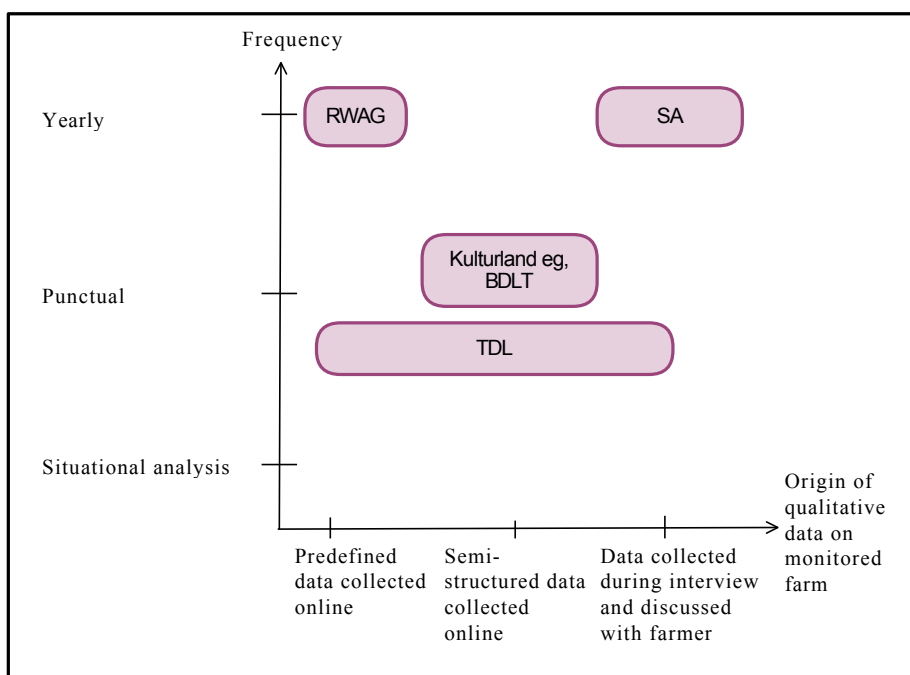 Frequency
Yearly
RWAG
SA
Kulturland eg,
BDLT
Punctual
TDL
Situational analysis
Origin of
qualitative
data on
monitored
farm
Predefined
data collected
online
Semi-
structured data
collected
online
Data collected
during interview
and discussed
with farmer